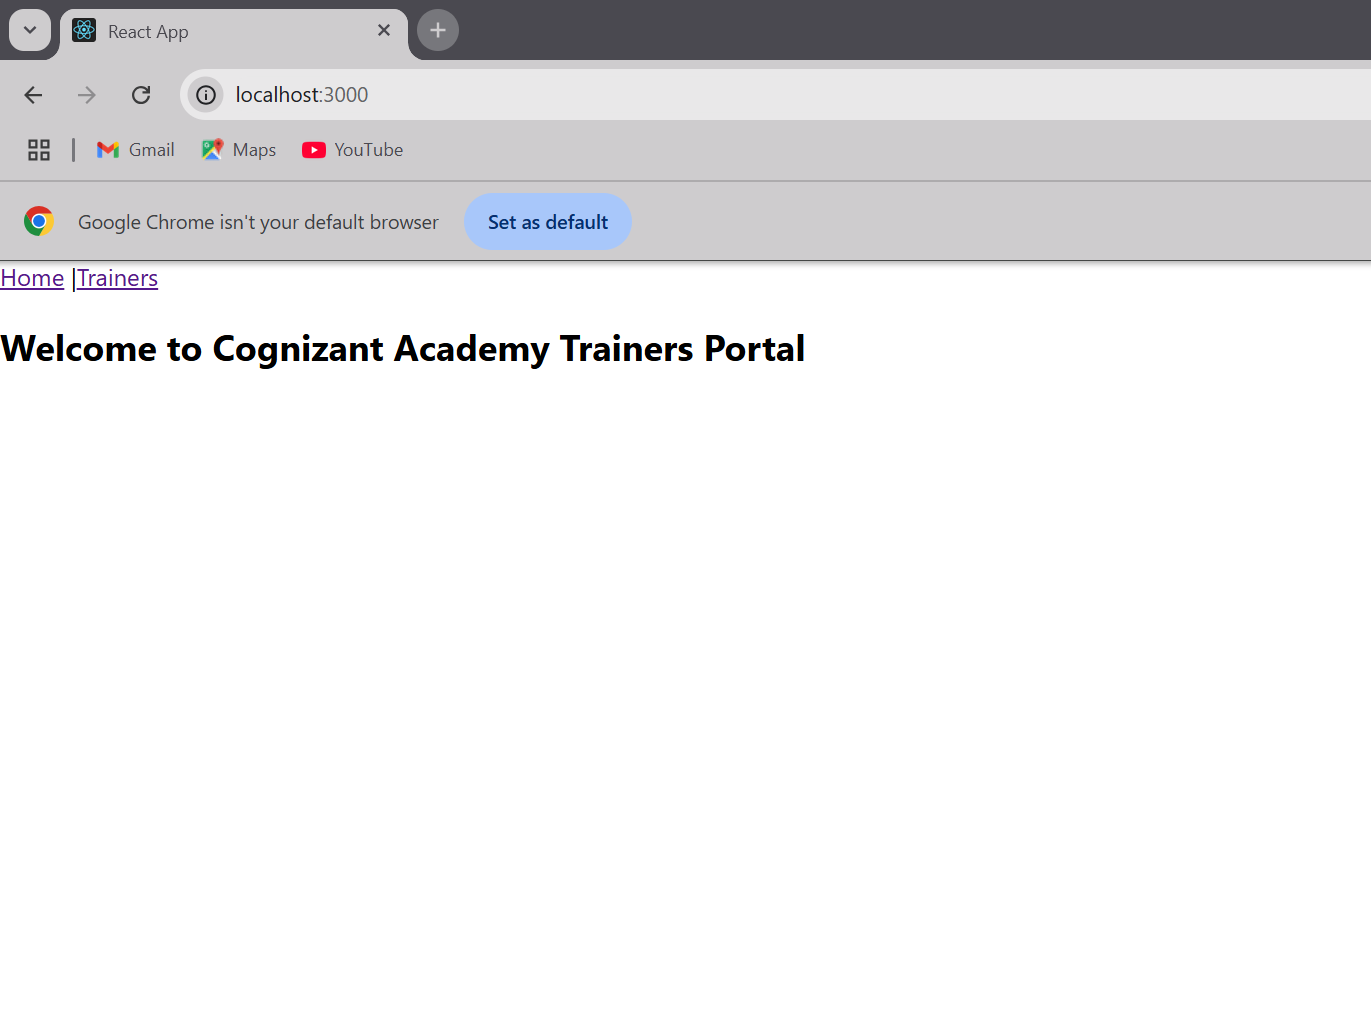 React App
localhost:3000
Gmail Maps YouTube
Google Chrome isn't your default browser Set as default
Home |Trainers
Welcome to Cognizant Academy Trainers Portal